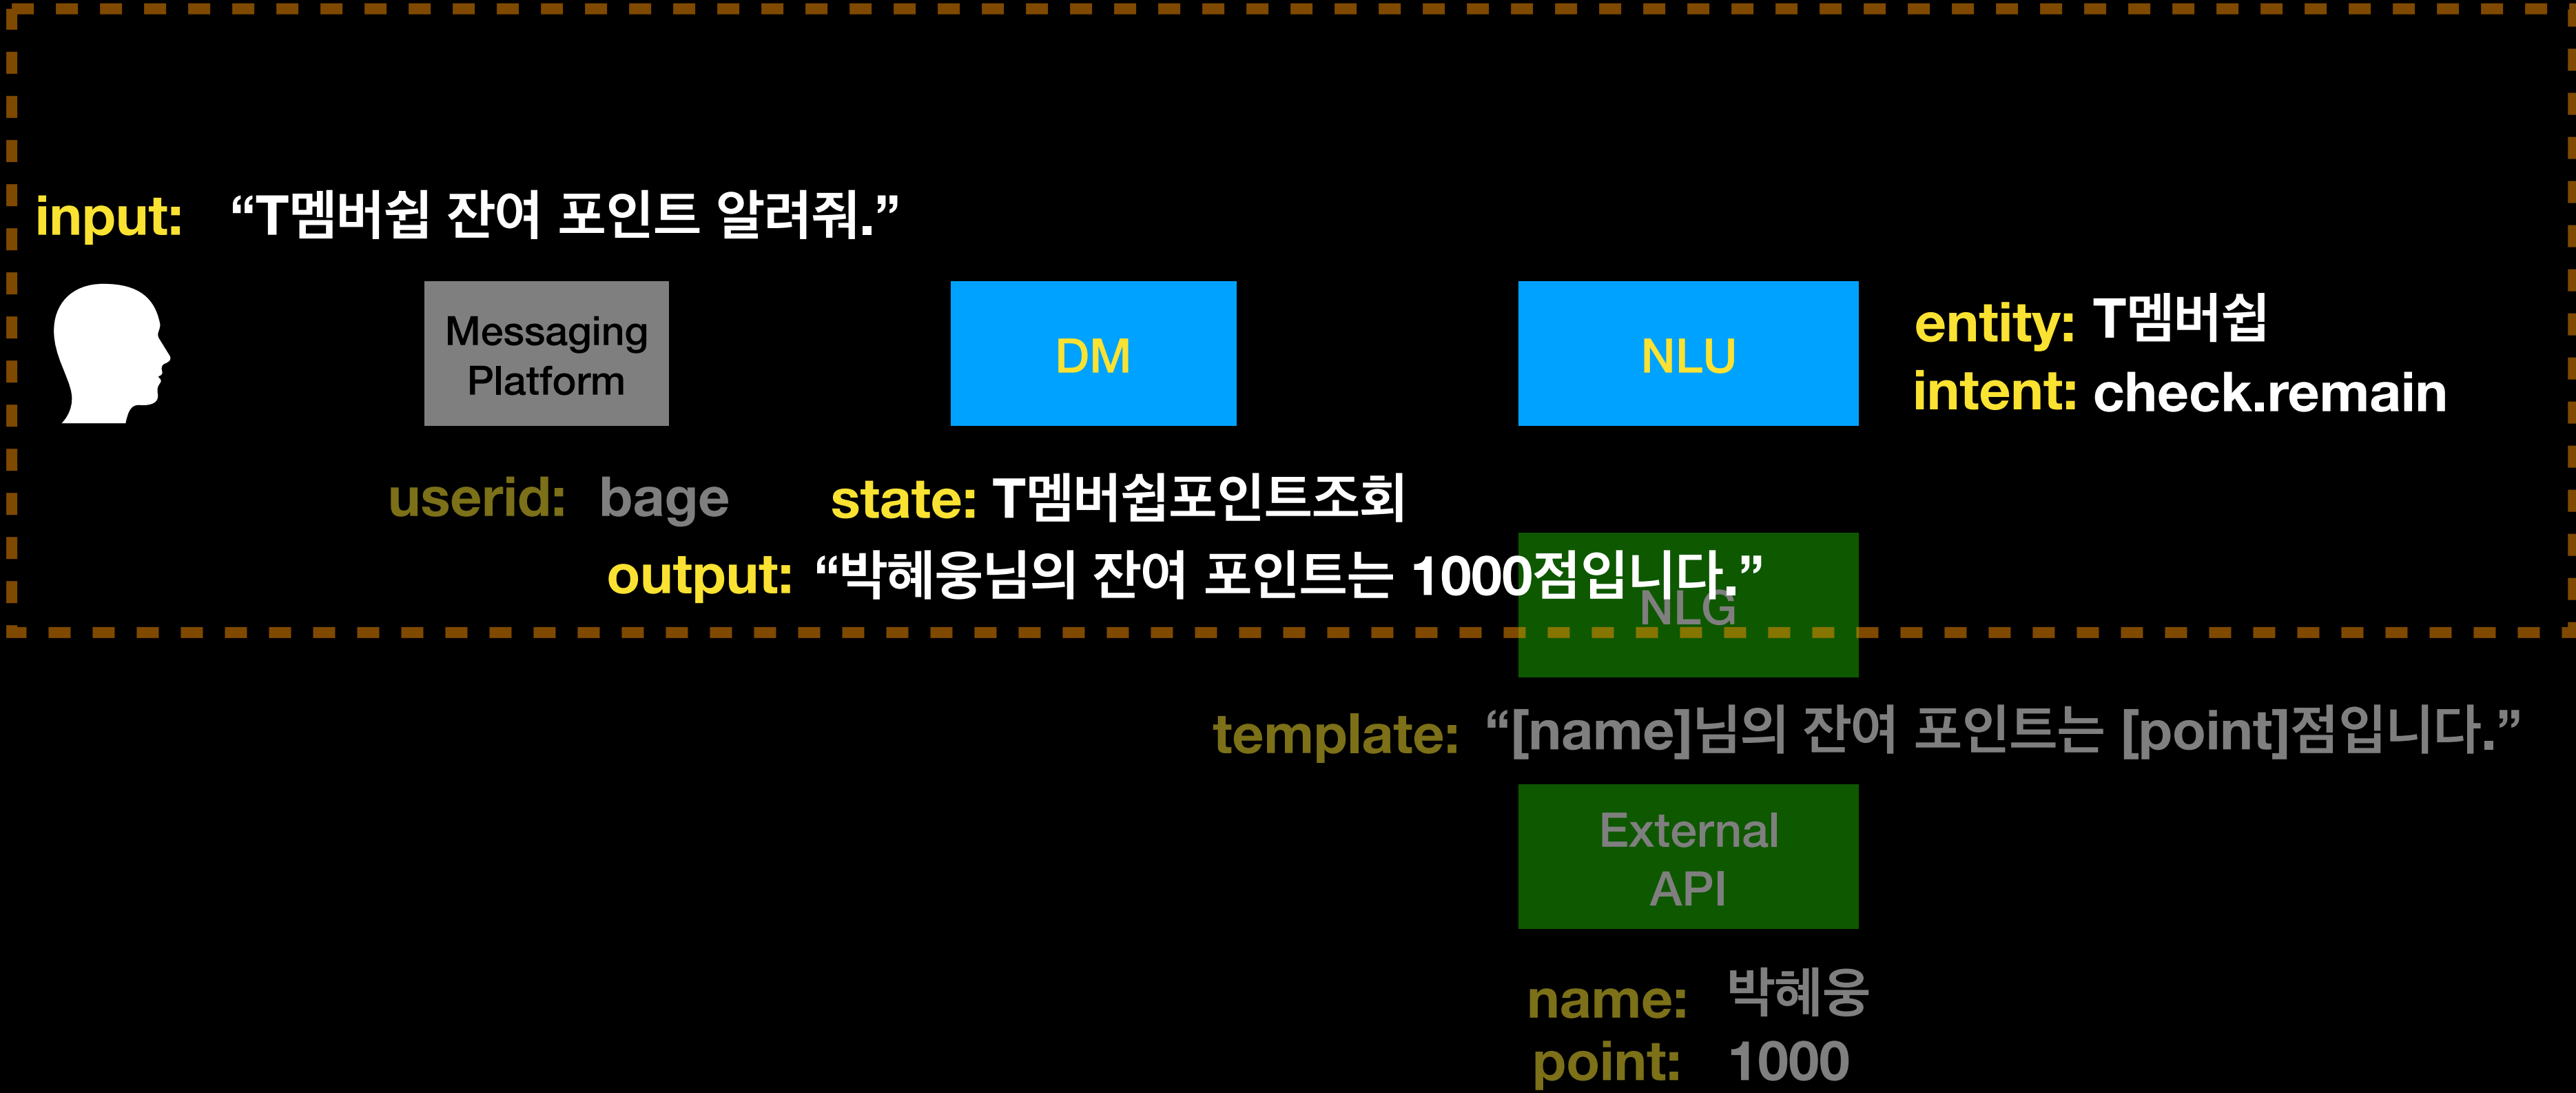 input: “T멤버쉽 잔여 포인트 알려줘.”
Messaging
Platform
DM
NLU
entity: T멤버쉽
intent: check.remain
userid: bage
state: T멤버쉽포인트조회
output: “박혜웅님의 잔여 포인트는 1000점입니다.”
NLG
template: “[name]님의 잔여 포인트는 [point]점입니다.”
External
API
name: 박혜웅
point: 1000